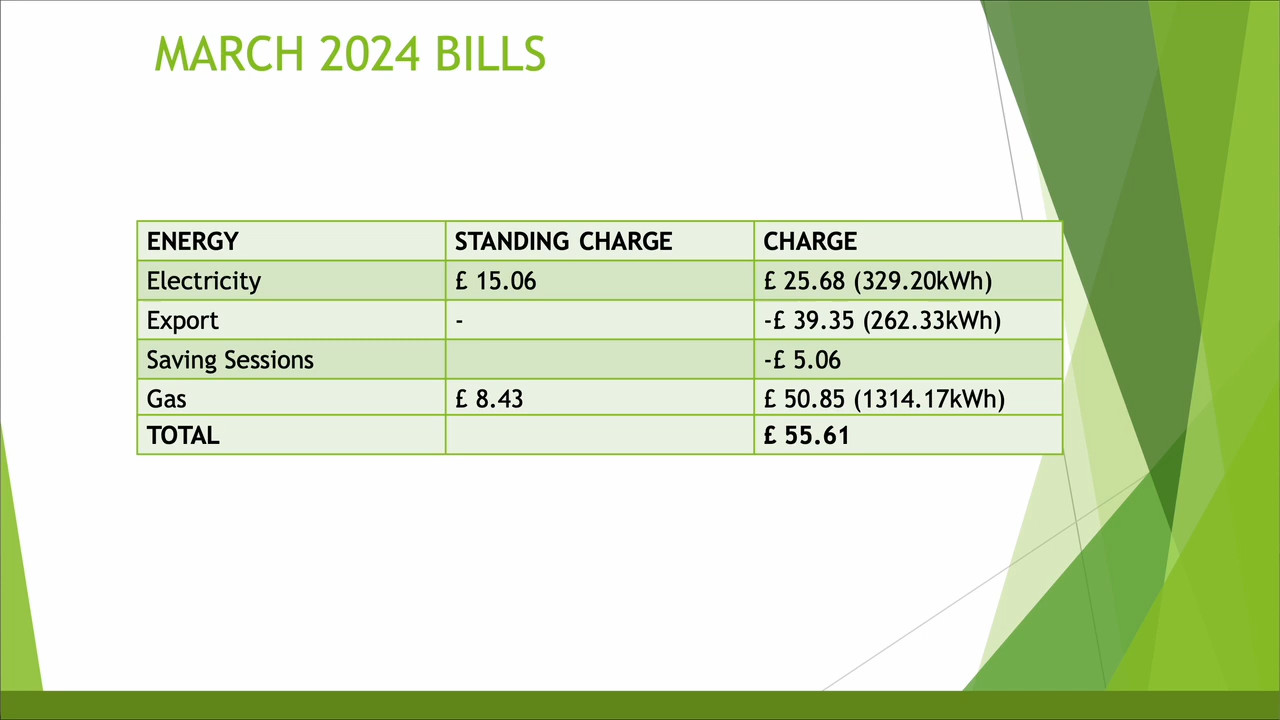 MARCH 2024 BILLS
ENERGY STANDING CHARGE CHARGE
Electricity £ 15.06 £ 25.68 (329.20kWh)
Export - -£ 39.35 (262.33kWh)
Saving Sessions -£ 5.06
Gas £ 8.43 £ 50.85 (1314.17kWh)
TOTAL £ 55.61